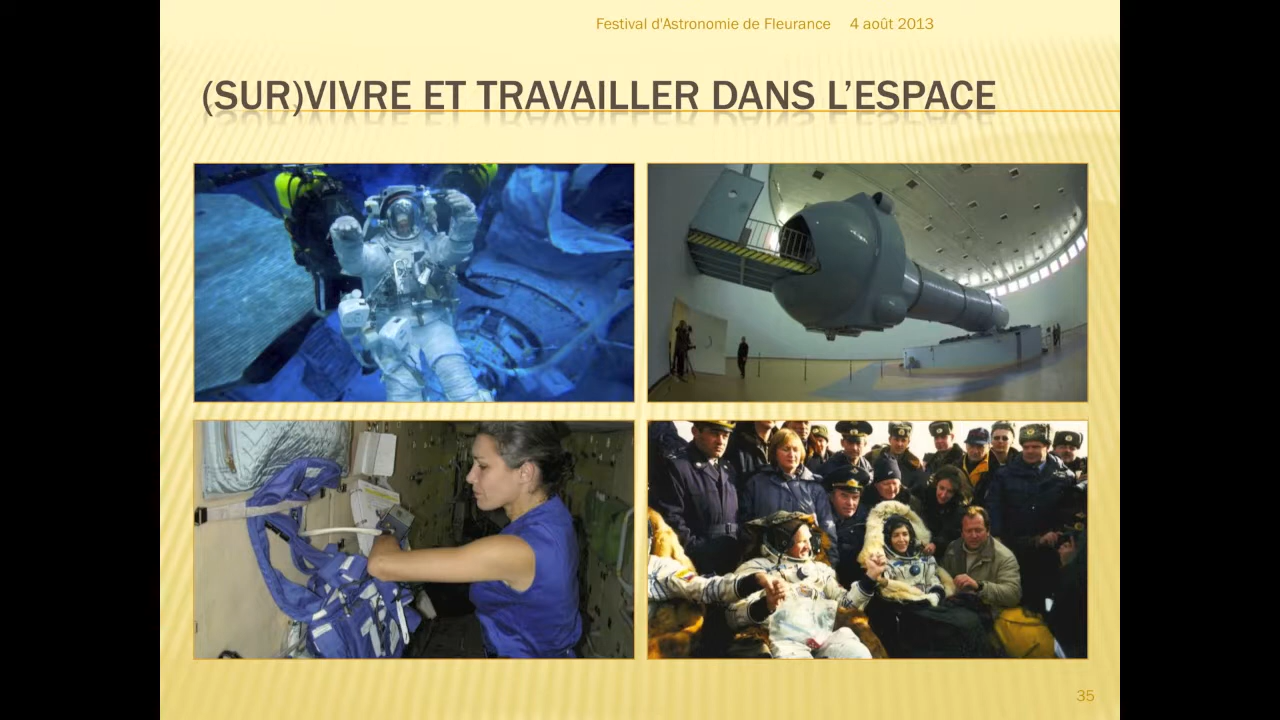 Festival d'Astronomie de Fleurance 4 août 2013
(SUR)VIVRE ET TRAVAILLER DANS L’ESPACE
35